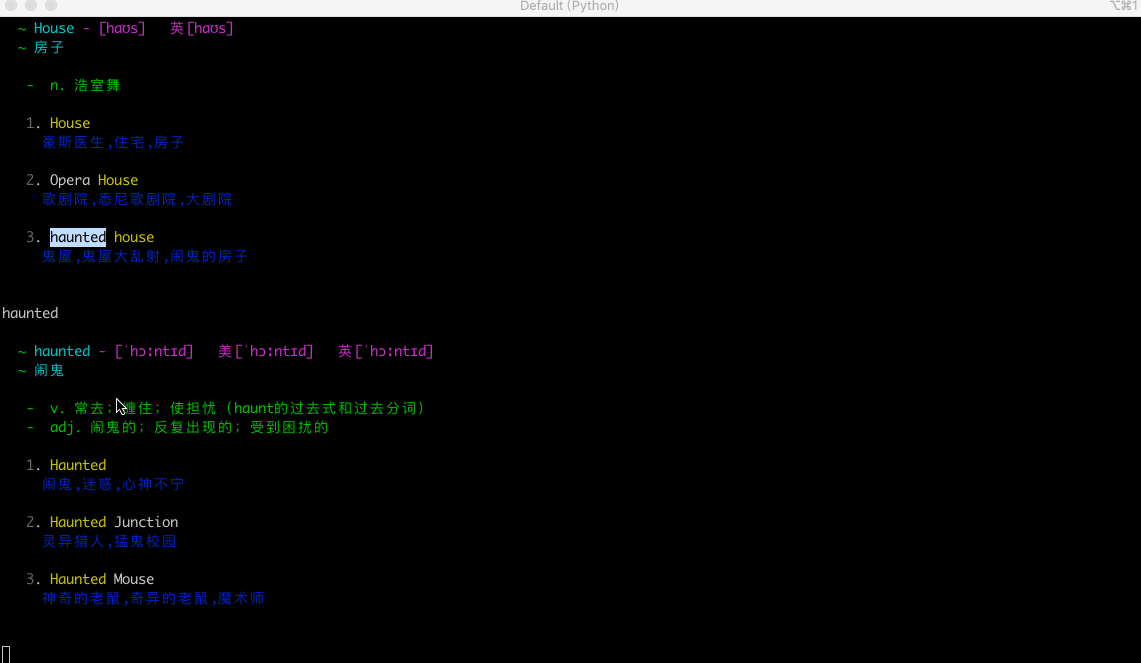 Default (Python)
⌥⌘1
~ House - [haʊs] 英[haʊs]
~ 房子
- n. 浩室舞
1. House
豪斯医生,住宅,房子
2. Opera House
歌剧院,悉尼歌剧院,大剧院
3. haunted house
鬼屋,鬼屋大乱射,闹鬼的房子
haunted
~ haunted - [ˈhɔːntɪd] 美[ˈhɔːntɪd] 英[ˈhɔːntɪd]
~ 闹鬼
- v. 常去；缠住；使担忧（haunt的过去式和过去分词）
- adj. 闹鬼的；反复出现的；受到困扰的
1. Haunted
闹鬼,迷惑,心神不宁
2. Haunted Junction
灵异猎人,猛鬼校园
3. Haunted Mouse
神奇的老鼠,奇异的老鼠,魔术师